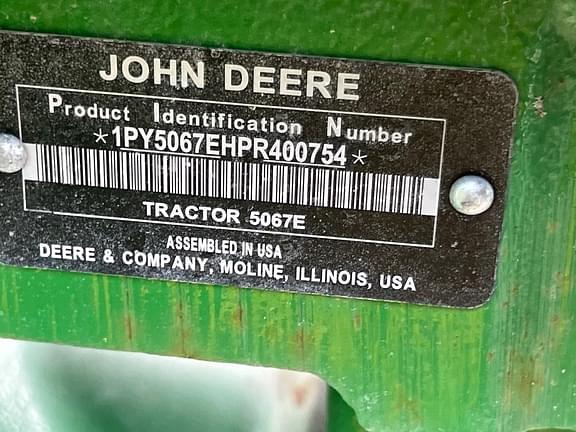 JOHN DEERE
Product Identification Number
*1PY5067EHPR400754*
TRACTOR 5067E
ASSEMBLED IN USA
DEERE & COMPANY, MOLINE, ILLINOIS, USA